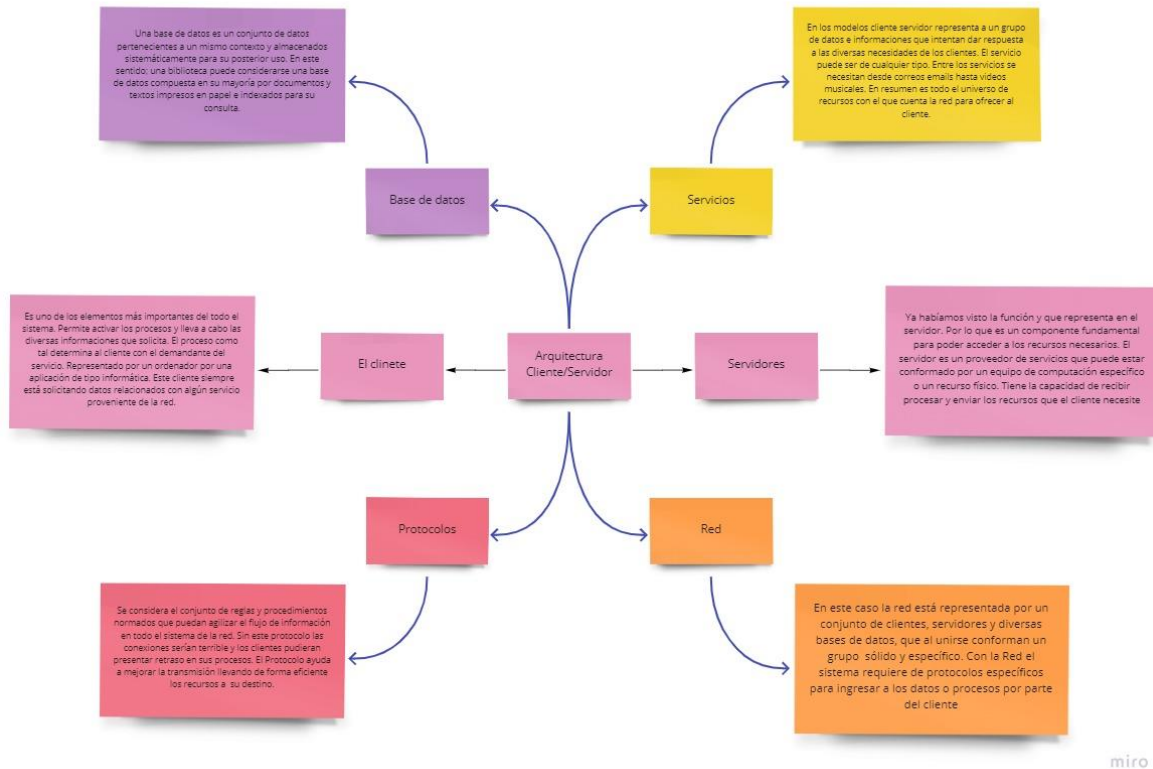 Una base de datos es un conjunto de datos
pertenecientes a un mismo contexto y almacenados
sistemáticamente para su posterior uso. En este
sentido: una biblioteca puede considerarse una base
de datos compuesta en su mayoría por documentos y
textos impresos en papel e indexados para su
consulta.
En los modelos cliente servidor representa a un grupo
de datos e informaciones que intentan dar respuesta
a las diversas necesidades de los clientes. El servicio
puede ser de cualquier tipo. Entre los servicios se
necesitan desde correos emails hasta videos
musicales. En resumen es todo el universo de
recursos con el que cuenta la red para ofrecer al
cliente.
Base de datos
Servicios
Es uno de los elementos más importantes del todo el
sistema. Permite activar los procesos y lleva a cabo las
diversas informaciones que solicita. El proceso como
tal determina al cliente con el demandante del
servicio. Representado por un ordenador por una
aplicación de tipo informática. Este cliente siempre
está solicitando datos relacionados con algún servicio
proveniente de la red.
El clinete
Arquitectura
Cliente/Servidor
Servidores
Ya habíamos visto la función y que representa en el
servidor. Por lo que es un componente fundamental
para poder acceder a los recursos necesarios. El
servidor es un proveedor de servicios que puede estar
conformado por un equipo de computación específico
o un recurso físico. Tiene la capacidad de recibir
procesar y enviar los recursos que el cliente necesite
Protocolos
Red
Se considera el conjunto de reglas y procedimientos
normados que puedan agilizar el flujo de información
en todo el sistema de la red. Sin este protocolo las
conexiones serían terrible y los clientes pudieran
presentar retraso en sus procesos. El Protocolo ayuda
a mejorar la transmisión llevando de forma eficiente
los recursos a su destino.
En este caso la red está representada por un
conjunto de clientes, servidores y diversas
bases de datos, que al unirse conforman un
grupo sólido y específico. Con la Red el
sistema requiere de protocolos específicos
para ingresar a los datos o procesos por parte
del cliente
miro